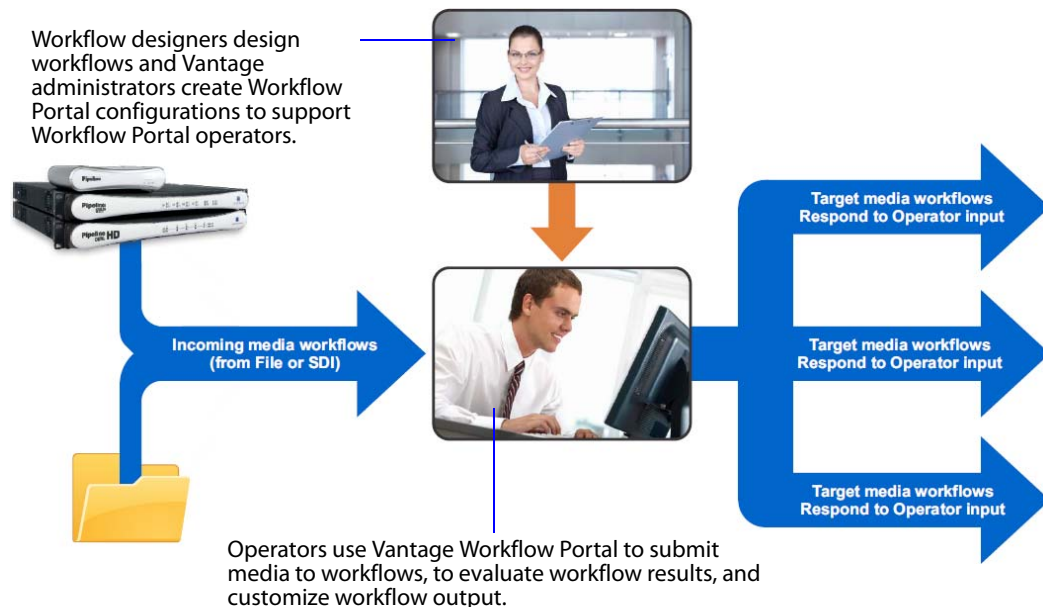 Workflow designers design
workflows and Vantage
administrators create Workflow
Portal configurations to support
Workflow Portal operators.
Pipeline
Pipeline
Pipeline HD
Incoming media workflows
(from File or SDI)
Target media workflows
Respond to Operator input
Target media workflows
Respond to Operator input
Target media workflows
Respond to Operator input
Operators use Vantage Workflow Portal to submit
media to workflows, to evaluate workflow results, and
customize workflow output.